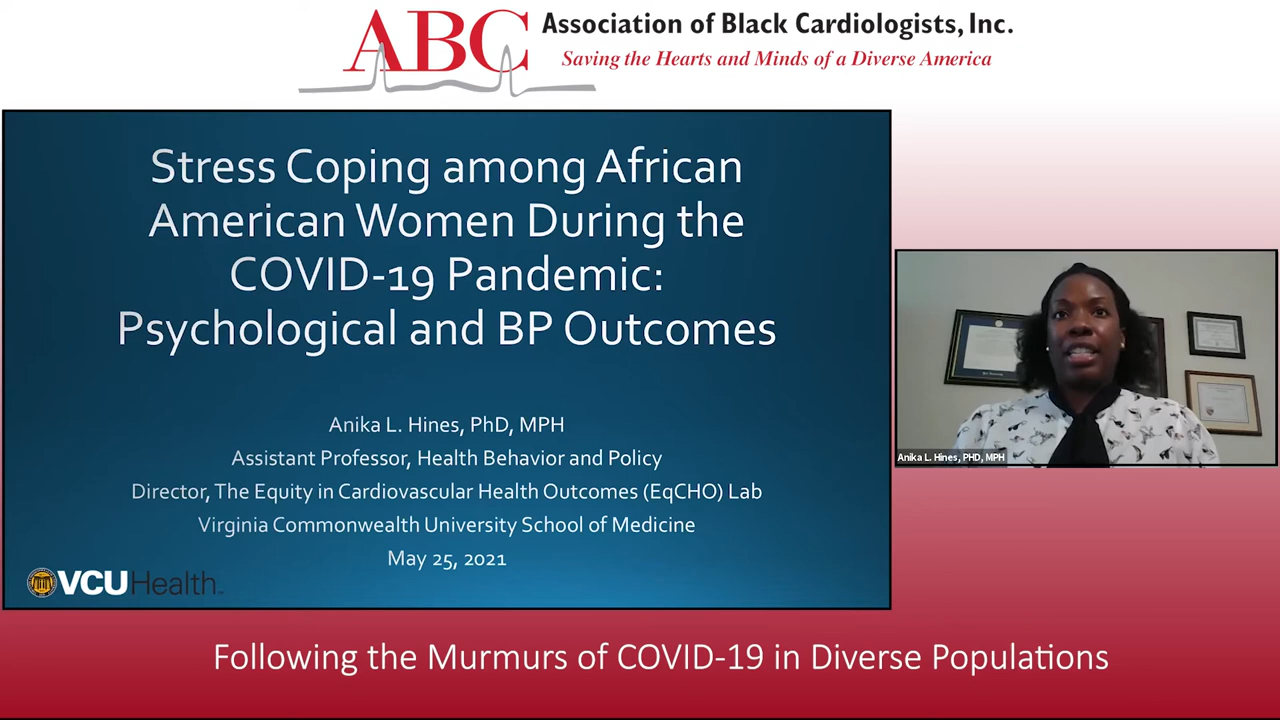 ABC
Association of Black Cardiologists, Inc.
Saving the Hearts and Minds of a Diverse America
Stress Coping among African
American Women During the
COVID-19 Pandemic:
Psychological and BP Outcomes
Anika L. Hines, PhD, MPH
Assistant Professor, Health Behavior and Policy
Director, The Equity in Cardiovascular Health Outcomes (EqCHO) Lab
Virginia Commonwealth University School of Medicine
May 25, 2021
VCUHealth
Anika L. Hines, PHD, MPH
Following the Murmurs of COVID-19 in Diverse Populations